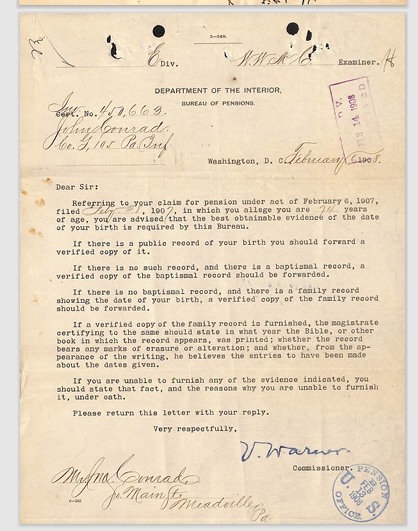 3-349.
E Div. W.W.McC. Examiner.
DEPARTMENT OF THE INTERIOR,
BUREAU OF PENSIONS.
Inv.
Cert. No. 450,663.
John Conrad
Co. G, 105 Pa Inf
Washington, D. C. February 1908.
Dear Sir:
Referring to your claim for pension under act of February 6, 1907,
filed 1907, in which you allege you are 74 years
of age, you are advised that the best obtainable evidence of the date
of your birth is required by this Bureau.
If there is a public record of your birth you should forward a
verified copy of it.
If there is no such record, and there is a baptismal record, a
verified copy of the baptismal record should be forwarded.
If there is no baptismal record, and there is a family record
showing the date of your birth, a verified copy of the family record
should be forwarded.
If a verified copy of the family record is furnished, the magistrate
certifying to the same should state in what year the Bible, or other
book in which the record appears, was printed; whether the record
bears any marks of erasure or alteration; and whether, from the ap-
pearance of the writing, he believes the entries to have been made
about the dates given.
If you are unable to furnish any of the evidence indicated, you
should state that fact, and the reasons why you are unable to furnish
it, under oath.
Please return this letter with your reply.
Very respectfully,
V. Warner
Commissioner.
Mr. Jno. Conrad,
Main St
Meadville
Pa.
U.S. PENSION OFFICE
FEB